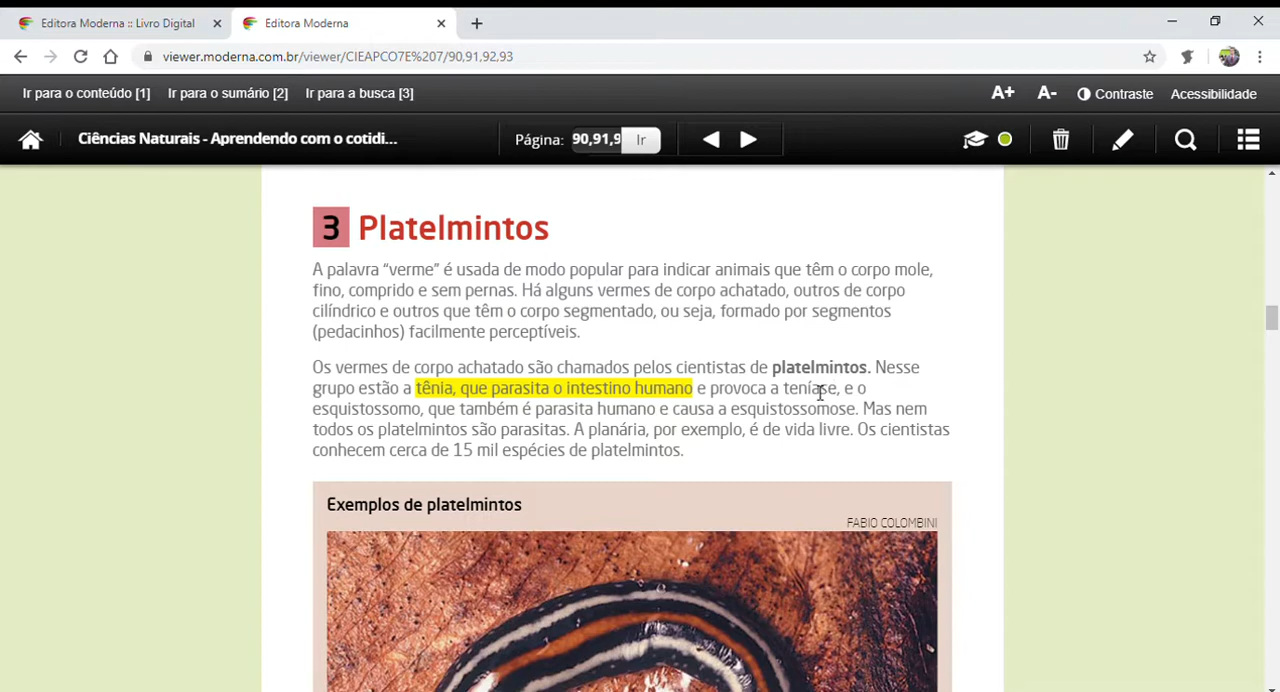 Editora Moderna :: Livro Digital
Editora Moderna
viewer.moderna.com.br/viewer/CIEAPCO7E%207/90,91,92,93
Ir para o conteúdo [1] Ir para o sumário [2] Ir para a busca [3] A+ A- Contraste Acessibilidade
Ciências Naturais - Aprendendo com o cotidi... Página: 90,91,9 Ir
3 Platelmintos
A palavra “verme” é usada de modo popular para indicar animais que têm o corpo mole,
fino, comprido e sem pernas. Há alguns vermes de corpo achatado, outros de corpo
cilíndrico e outros que têm o corpo segmentado, ou seja, formado por segmentos
(pedacinhos) facilmente perceptíveis.
Os vermes de corpo achatado são chamados pelos cientistas de platelmintos. Nesse
grupo estão a tênia, que parasita o intestino humano e provoca a teníase, e o
esquistossomo, que também é parasita humano e causa a esquistossomose. Mas nem
todos os platelmintos são parasitas. A planária, por exemplo, é de vida livre. Os cientistas
conhecem cerca de 15 mil espécies de platelmintos.
Exemplos de platelmintos
FABIO COLOMBINI